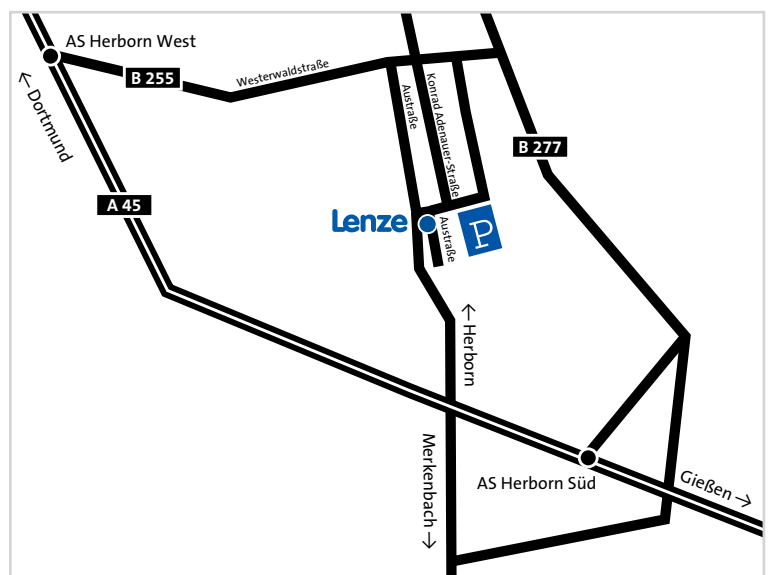 AS Herborn West
B 255
Westerwaldstraße
← Dortmund
A 45
Austraße
Konrad Adenauer-Straße
B 277
Lenze
Austraße
P
← Herborn
Merkenbach →
AS Herborn Süd
Gießen →